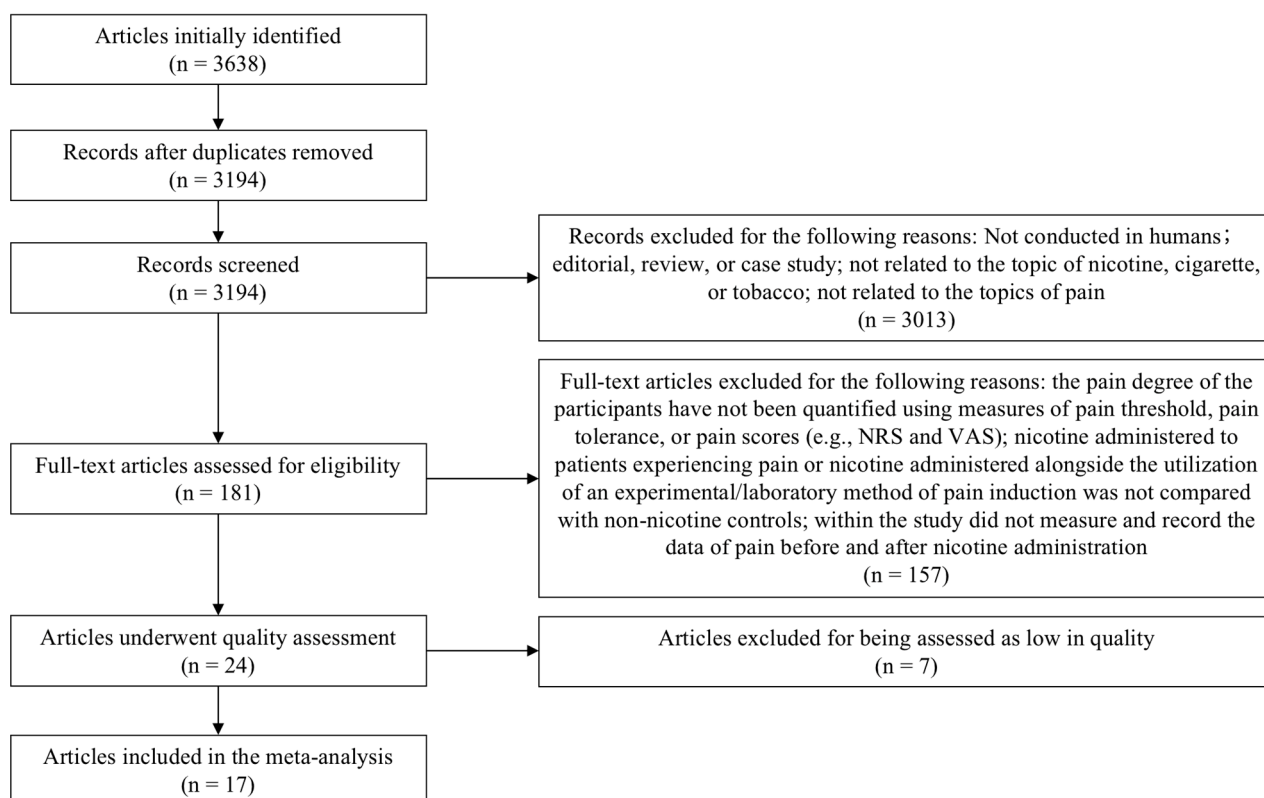 Articles initially identified
(n = 3638)
Records after duplicates removed
(n = 3194)
Records screened
(n = 3194)
Records excluded for the following reasons: Not conducted in humans;
editorial, review, or case study; not related to the topic of nicotine, cigarette,
or tobacco; not related to the topics of pain
(n = 3013)
Full-text articles assessed for eligibility
(n = 181)
Full-text articles excluded for the following reasons: the pain degree of the
participants have not been quantified using measures of pain threshold, pain
tolerance, or pain scores (e.g., NRS and VAS); nicotine administered to
patients experiencing pain or nicotine administered alongside the utilization
of an experimental/laboratory method of pain induction was not compared
with non-nicotine controls; within the study did not measure and record the
data of pain before and after nicotine administration
(n = 157)
Articles underwent quality assessment
(n = 24)
Articles excluded for being assessed as low in quality
(n = 7)
Articles included in the meta-analysis
(n = 17)